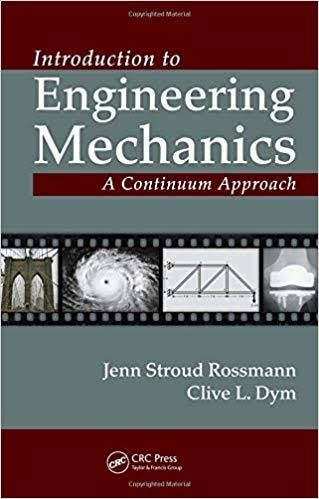 Introduction to
Engineering
Mechanics
A Continuum Approach
Jenn Stroud Rossmann
Clive L. Dym
CRC
CRC Press
Taylor & Francis Group